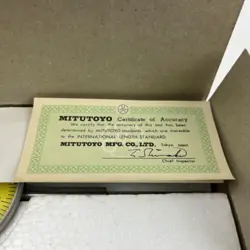 MITUTOYO Certificate of Accuracy
We certify that the accuracy of this tool has been
determined by MITUTOYO standards which are traceable
to the INTERNATIONAL LENGTH STANDARD.
MITUTOYO MFG. CO., LTD. Tokyo Japan
Chief Inspector